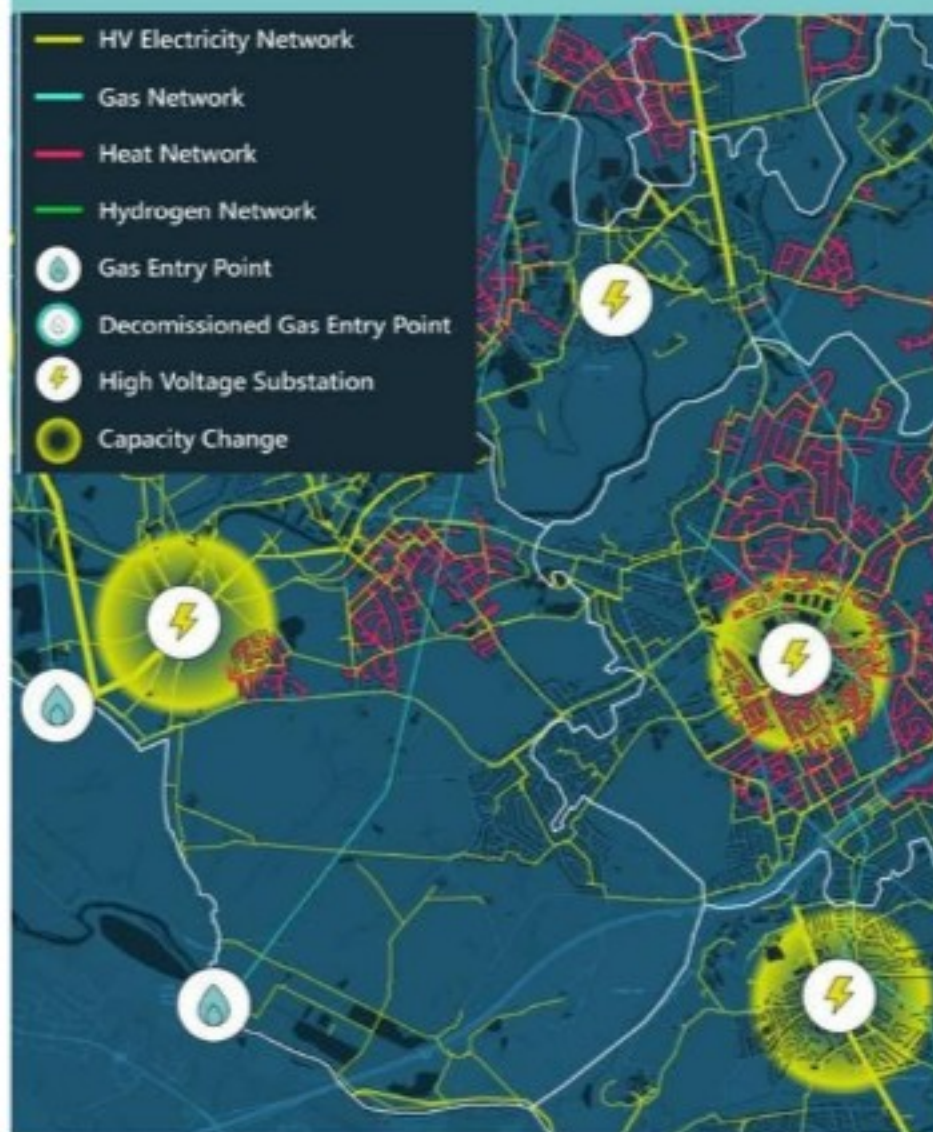 HV Electricity Network
Gas Network
Heat Network
Hydrogen Network
Gas Entry Point
Decomissioned Gas Entry Point
High Voltage Substation
Capacity Change